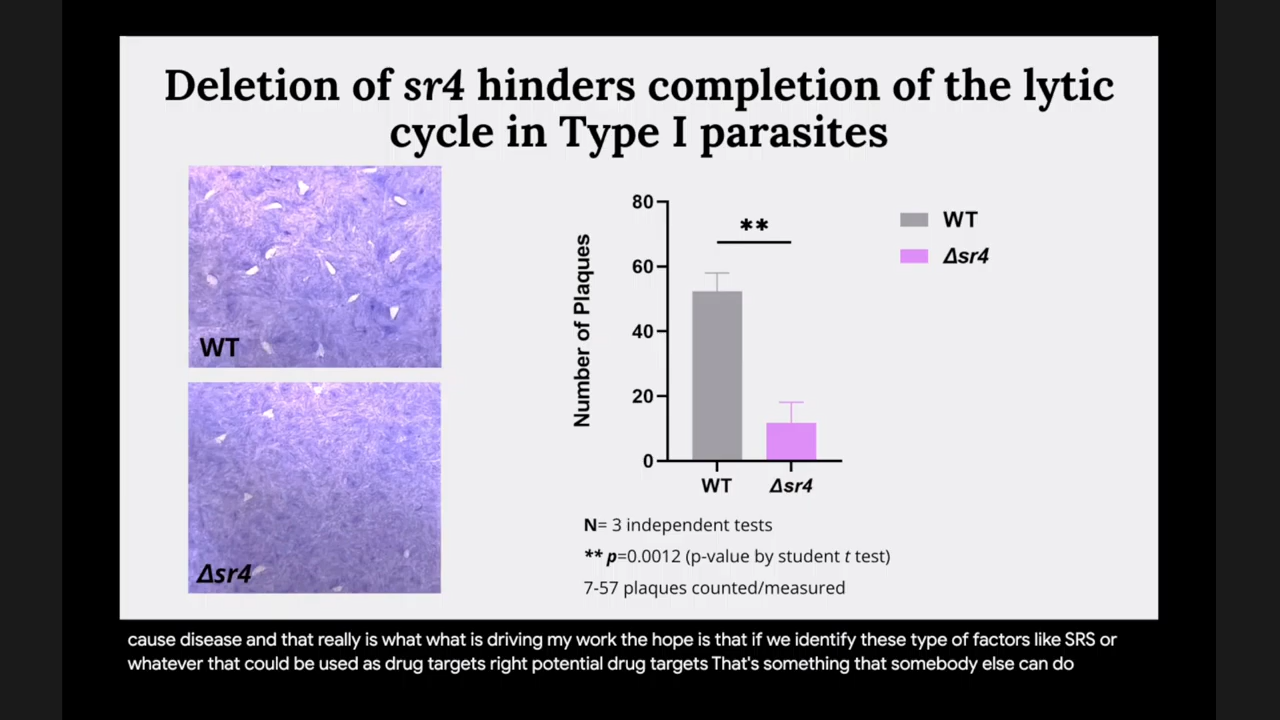 Deletion of sr4 hinders completion of the lytic
cycle in Type I parasites
WT
Δsr4
Number of Plaques
80
60
40
20
0
**
WT
Δsr4
WT
Δsr4
N= 3 independent tests
** p=0.0012 (p-value by student t test)
7-57 plaques counted/measured
cause disease and that really is what what is driving my work the hope is that if we identify these type of factors like SRS or
whatever that could be used as drug targets right potential drug targets That's something that somebody else can do